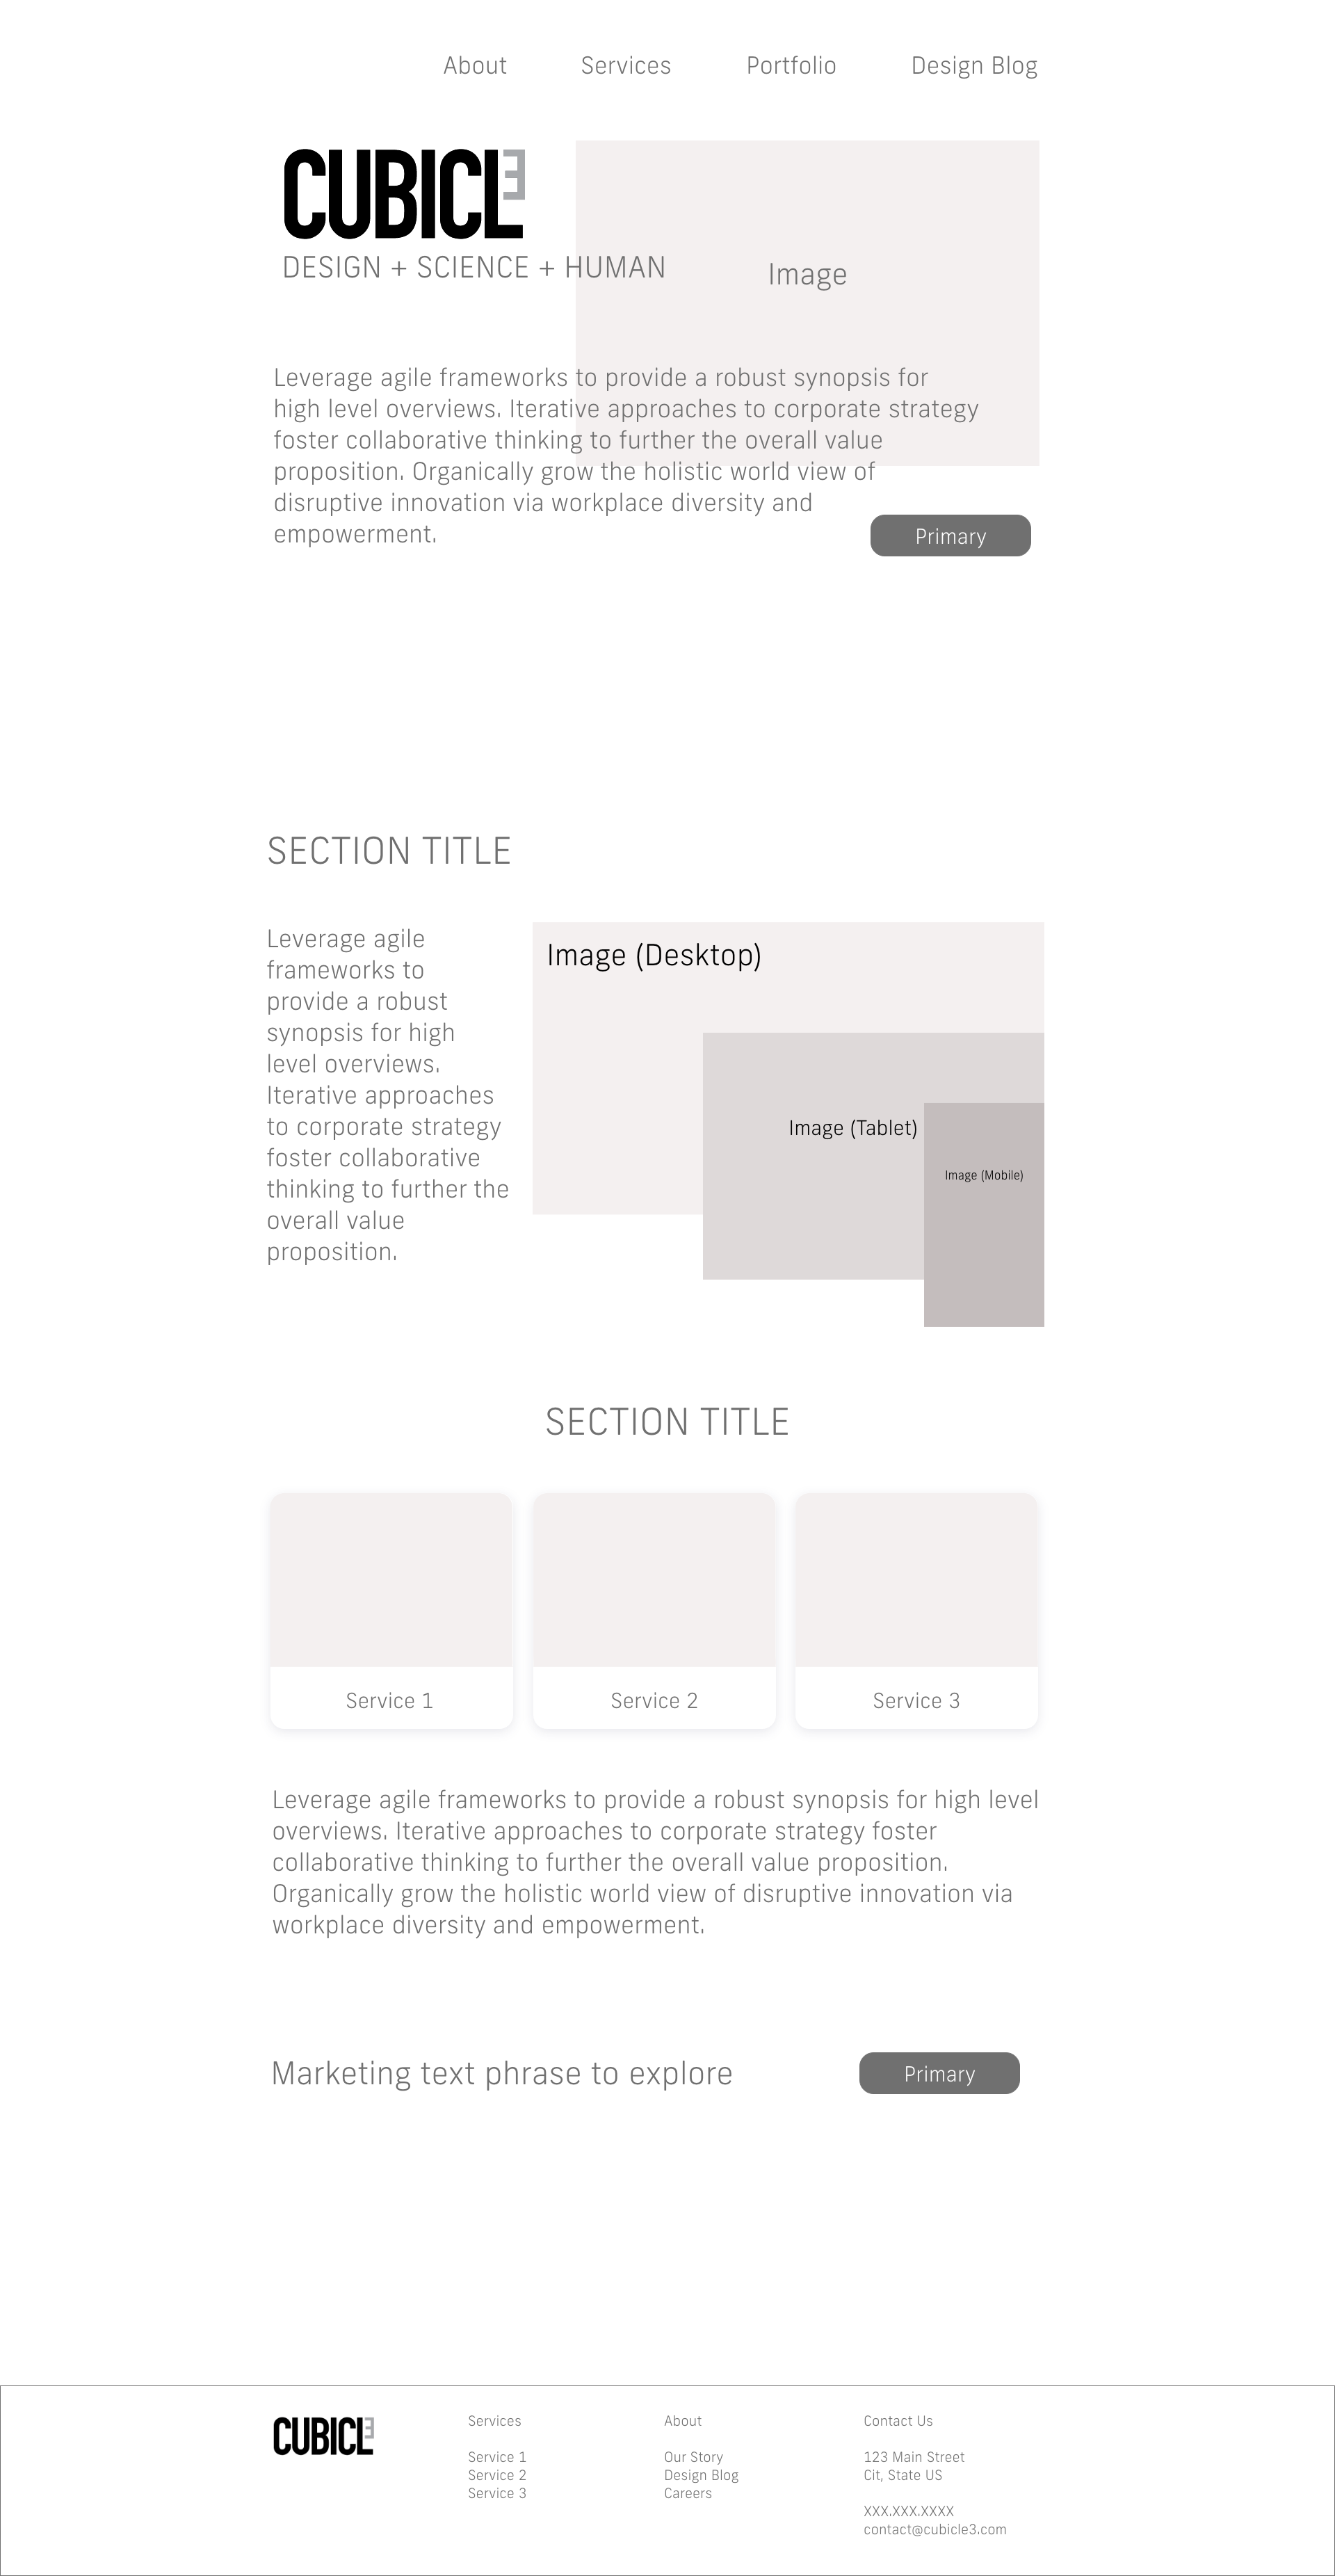 About Services Portfolio Design Blog
CUBICL3
DESIGN + SCIENCE + HUMAN
Image
Leverage agile frameworks to provide a robust synopsis for
high level overviews. Iterative approaches to corporate strategy
foster collaborative thinking to further the overall value
proposition. Organically grow the holistic world view of
disruptive innovation via workplace diversity and
empowerment.
Primary
SECTION TITLE
Leverage agile
frameworks to
provide a robust
synopsis for high
level overviews.
Iterative approaches
to corporate strategy
foster collaborative
thinking to further the
overall value
proposition.
Image (Desktop)
Image (Tablet)
Image (Mobile)
SECTION TITLE
Service 1
Service 2
Service 3
Leverage agile frameworks to provide a robust synopsis for high level
overviews. Iterative approaches to corporate strategy foster
collaborative thinking to further the overall value proposition.
Organically grow the holistic world view of disruptive innovation via
workplace diversity and empowerment.
Marketing text phrase to explore
Primary
CUBICL3
Services
Service 1
Service 2
Service 3
About
Our Story
Design Blog
Careers
Contact Us
123 Main Street
Cit, State US
XXX.XXX.XXXX
contact@cubicle3.com